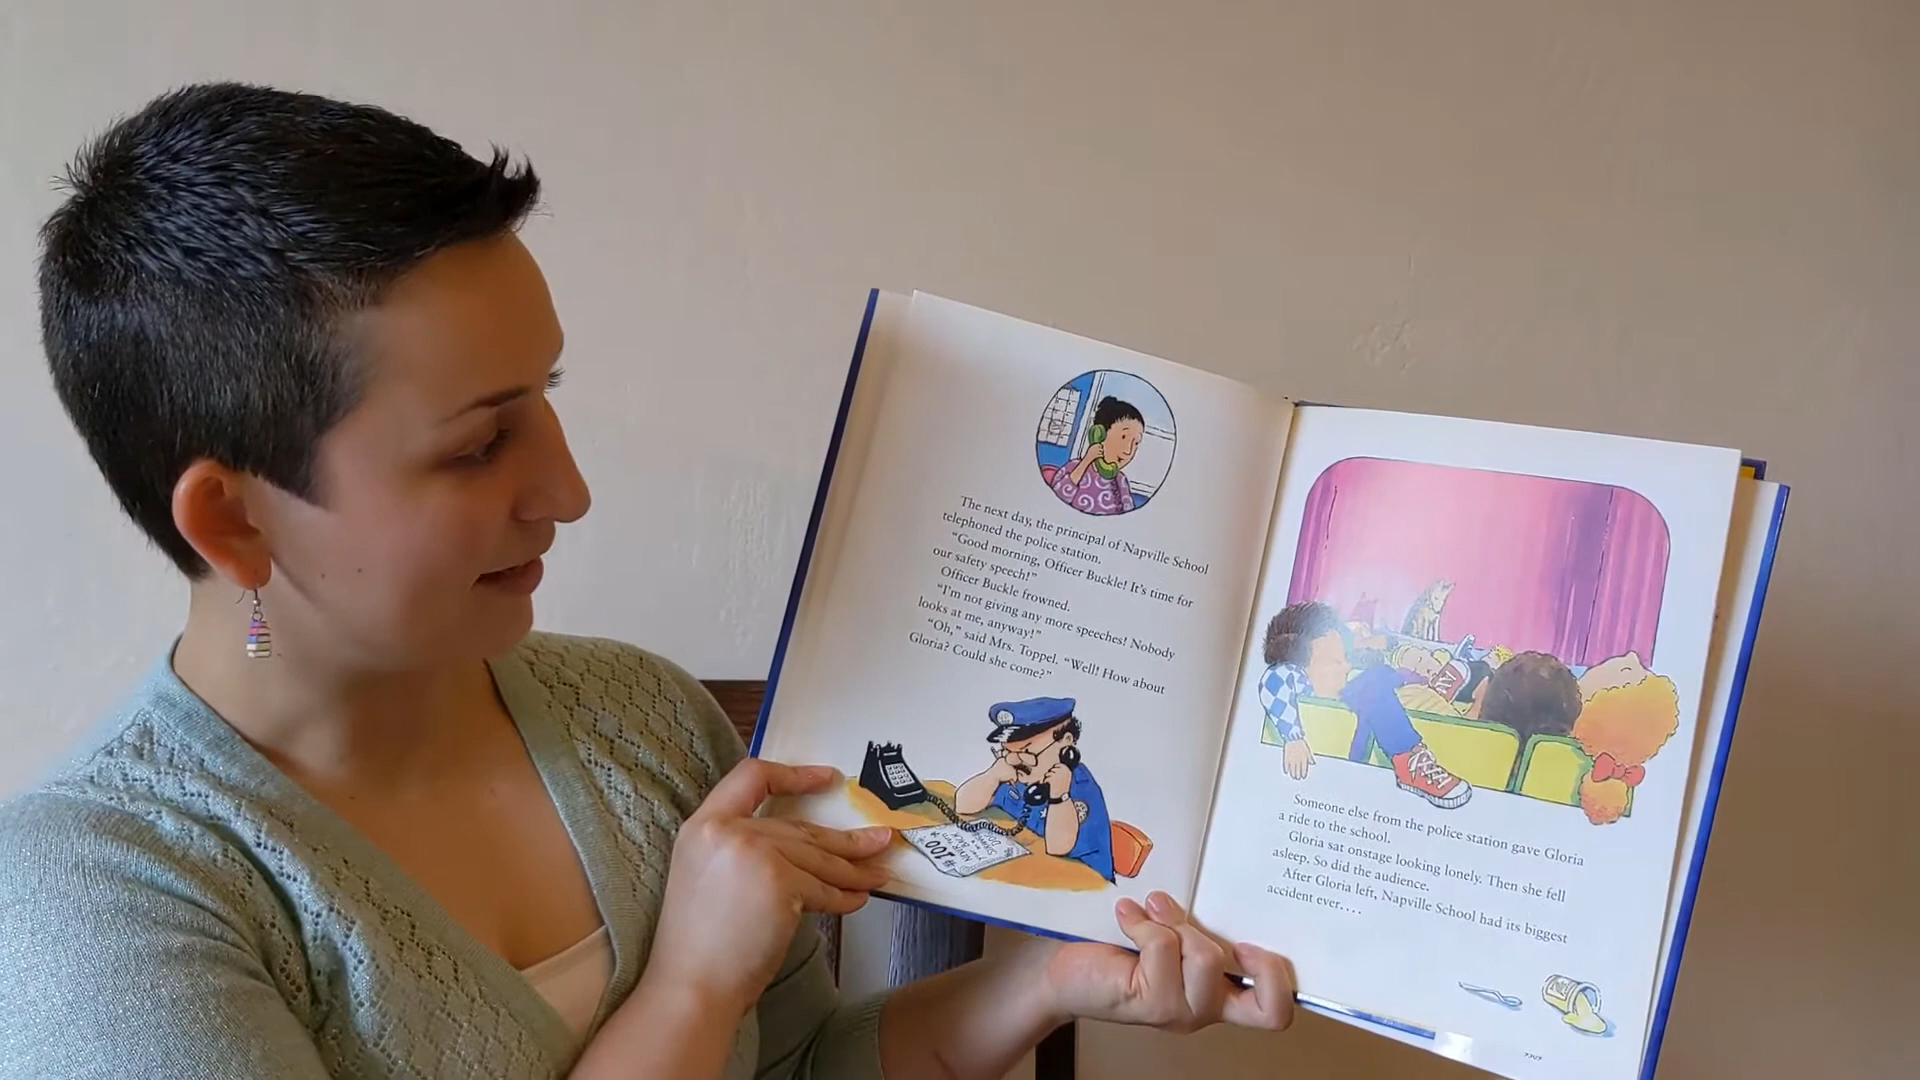 The next day, the principal of Napville School
telephoned the police station.
"Good morning, Officer Buckle! It's time for
our safety speech!"
Officer Buckle frowned.
"I'm not giving any more speeches! Nobody
looks at me, anyway!"
"Oh," said Mrs. Toppel. "Well! How about
Gloria? Could she come?"
#100
NEVER
BACK
Someone else from the police station gave Gloria
a ride to the school.
Gloria sat onstage looking lonely. Then she fell
asleep. So did the audience.
After Gloria left, Napville School had its biggest
accident ever....